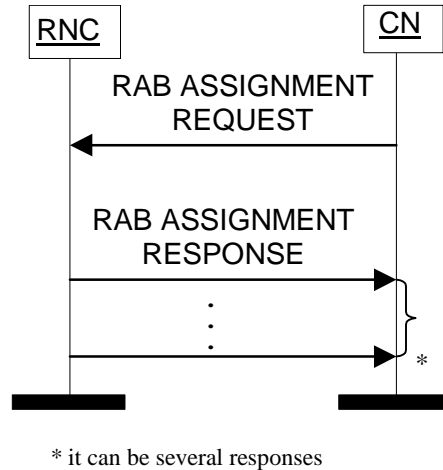 RNC
CN
RAB ASSIGNMENT
REQUEST
RAB ASSIGNMENT
RESPONSE
*
* it can be several responses